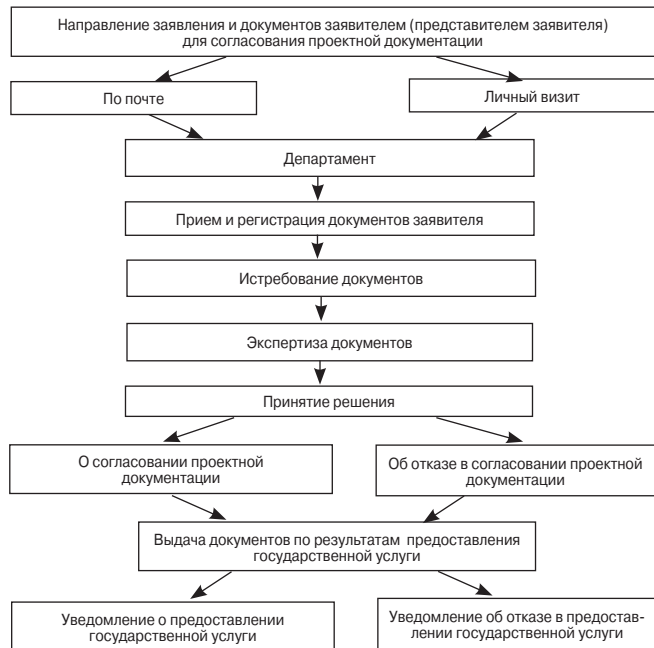 Направление заявления и документов заявителем (представителем заявителя)
для согласования проектной документации
По почте
Личный визит
Департамент
Прием и регистрация документов заявителя
Истребование документов
Экспертиза документов
Принятие решения
О согласовании проектной
документации
Об отказе в согласовании проектной
документации
Выдача документов по результатам предоставления
государственной услуги
Уведомление о предоставлении
государственной услуги
Уведомление об отказе в предостав-
лении государственной услуги